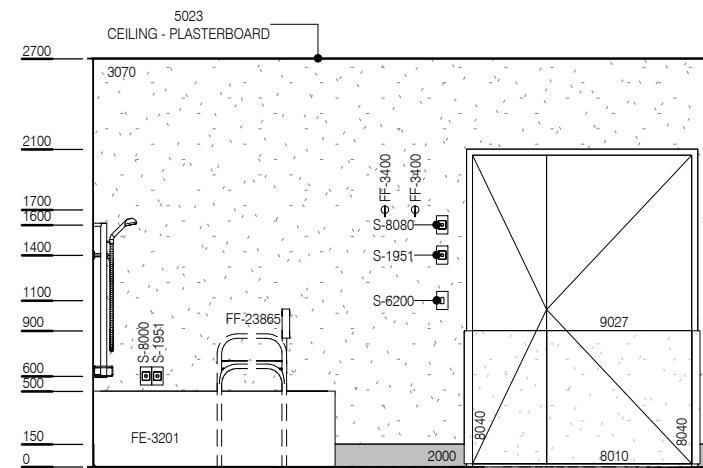 5023
CEILING - PLASTERBOARD
2700
3070
2100
1700
FF-3400
FF-3400
1600
S-8080
1400
S-1951
1100
S-6200
FF-23865
900
9027
S-8000
S-1951
600
500
8040
8040
150
FE-3201
2000
8010
0